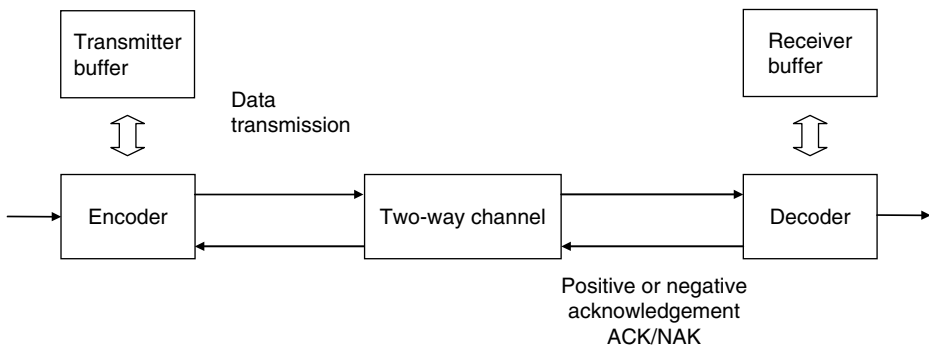 Transmitter
buffer
Receiver
buffer
Data
transmission
Encoder
Two-way channel
Decoder
Positive or negative
acknowledgement
ACK/NAK